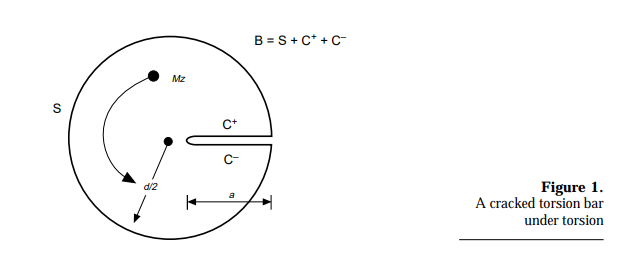 B = S + C⁺ + C⁻
Mz
S
C⁺
C⁻
d/2
a
Figure 1.
A cracked torsion bar
under torsion